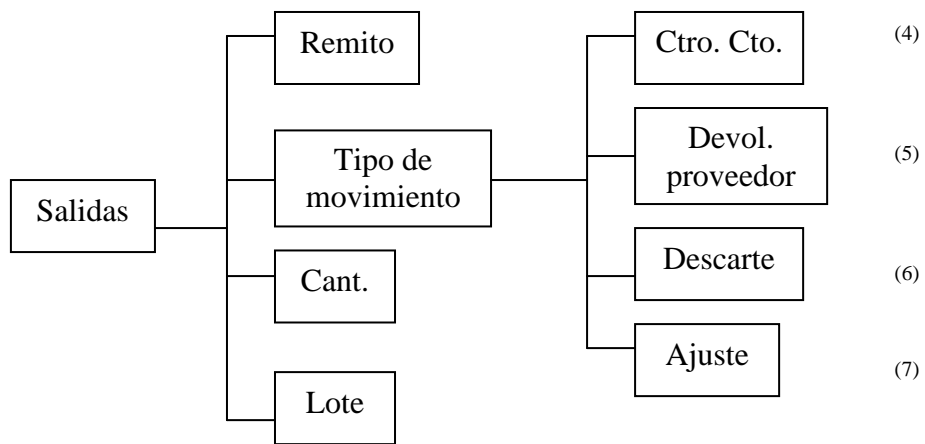 Remito
Ctro. Cto.
(4)
Tipo de
movimiento
Devol.
proveedor
(5)
Salidas
Cant.
Descarte
(6)
Lote
Ajuste
(7)